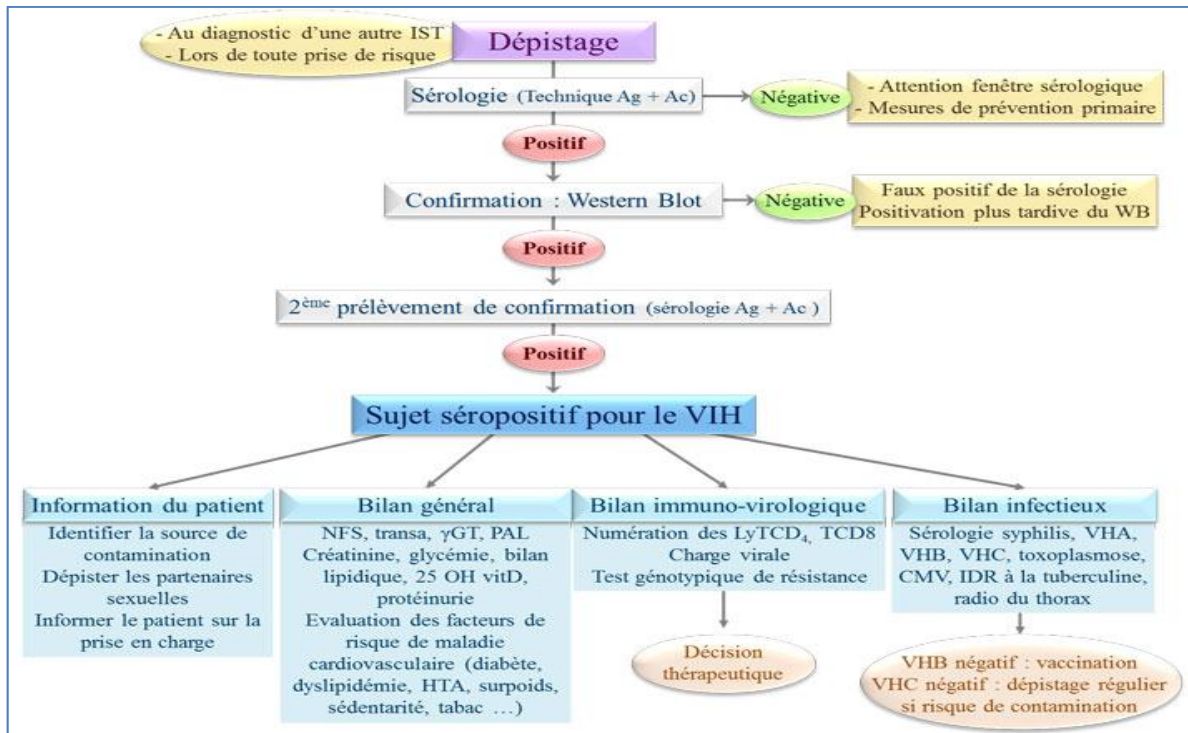 - Au diagnostic d'une autre IST
- Lors de toute prise de risque
Dépistage
Sérologie (Technique Ag + Ac)
Négative
- Attention fenêtre sérologique
- Mesures de prévention primaire
Positif
Confirmation : Western Blot
Négative
Faux positif de la sérologie
Positivation plus tardive du WB
Positif
2ème prélèvement de confirmation (sérologie Ag + Ac )
Positif
Sujet séropositif pour le VIH
Information du patient
Identifier la source de
contamination
Dépister les partenaires
sexuelles
Informer le patient sur la
prise en charge
Bilan général
NFS, transa, γGT, PAL
Créatinine, glycémie, bilan
lipidique, 25 OH vitD,
protéinurie
Evaluation des facteurs de
risque de maladie
cardiovasculaire (diabète,
dyslipidémie, HTA, surpoids,
sédentarité, tabac ...)
Bilan immuno-virologique
Numération des LyTCD4, TCD8
Charge virale
Test génotypique de résistance
Décision
thérapeutique
Bilan infectieux
Sérologie syphilis, VHA,
VHB, VHC, toxoplasmose,
CMV, IDR à la tuberculine,
radio du thorax
VHB négatif : vaccination
VHC négatif : dépistage régulier
si risque de contamination